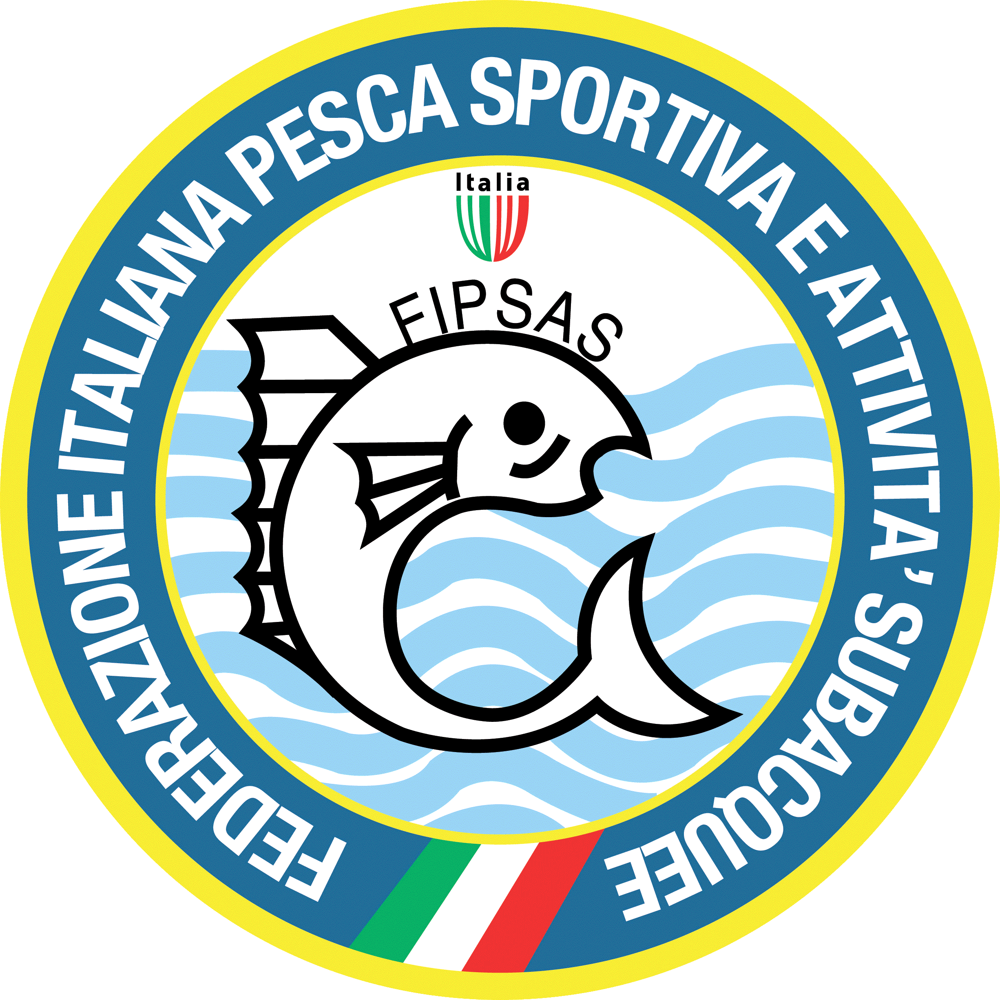 FEDERAZIONE ITALIANA PESCA SPORTIVA E ATTIVITA' SUBACQUEE
Italia
FIPSAS